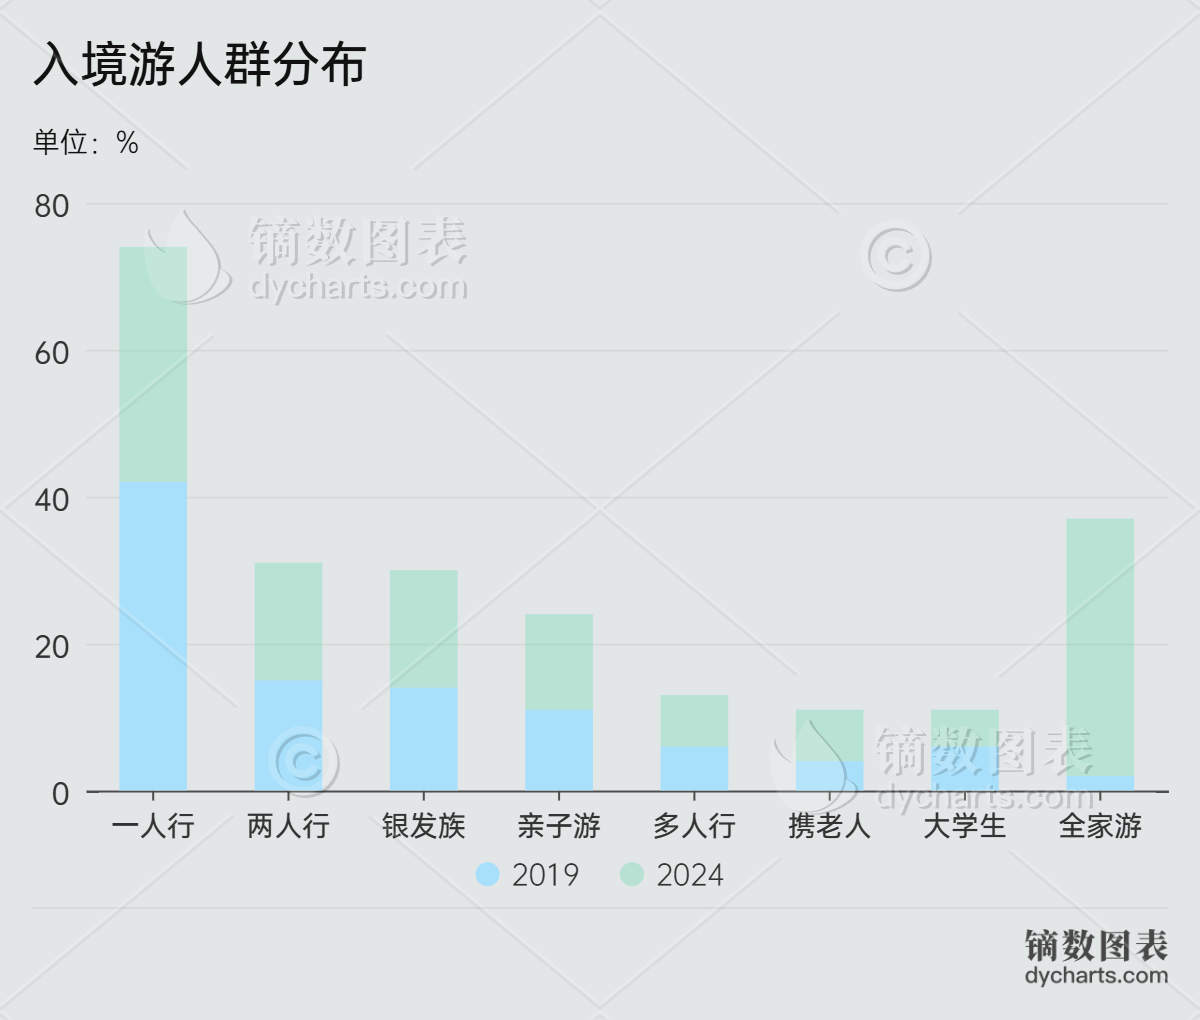 入境游人群分布
单位：%
80
镝数图表
dycharts.com
©
60
40
20
©
镝数图表
dycharts.com
0
一人行 两人行 银发族 亲子游 多人行 携老人 大学生 全家游
2019 2024
镝数图表
dycharts.com